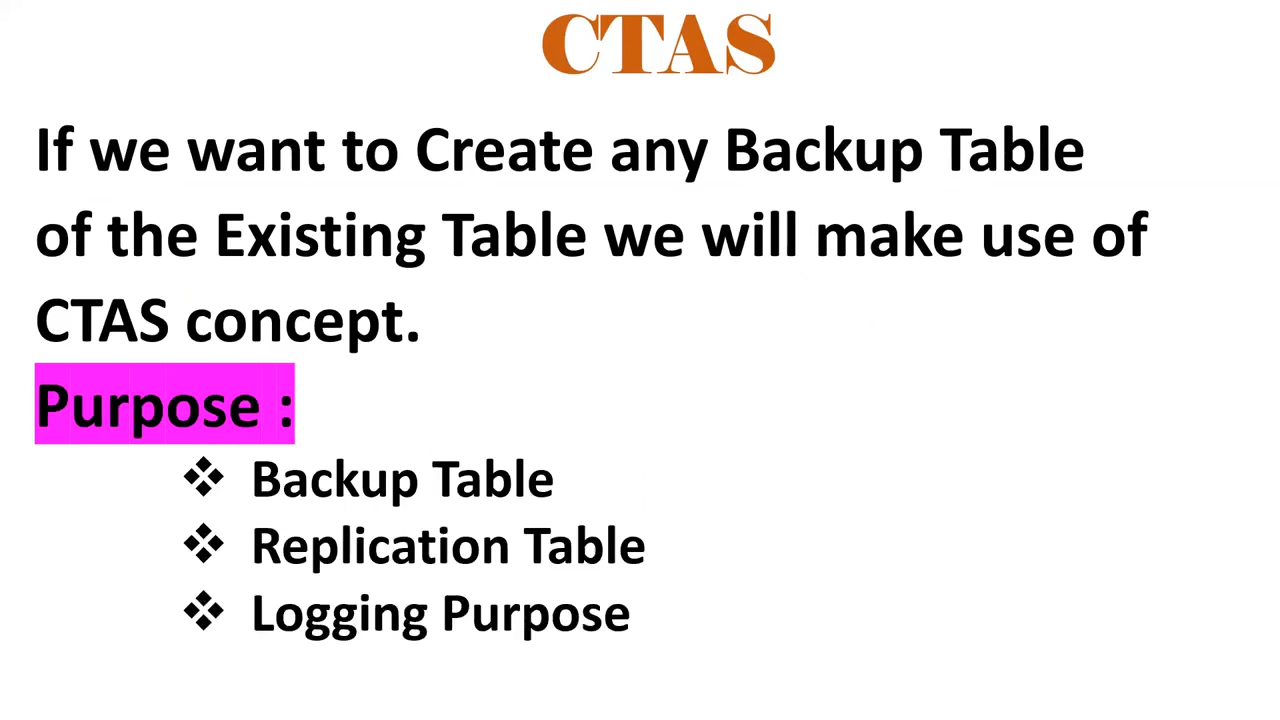 CTAS
If we want to Create any Backup Table
of the Existing Table we will make use of
CTAS concept.
Purpose :
❖ Backup Table
❖ Replication Table
❖ Logging Purpose